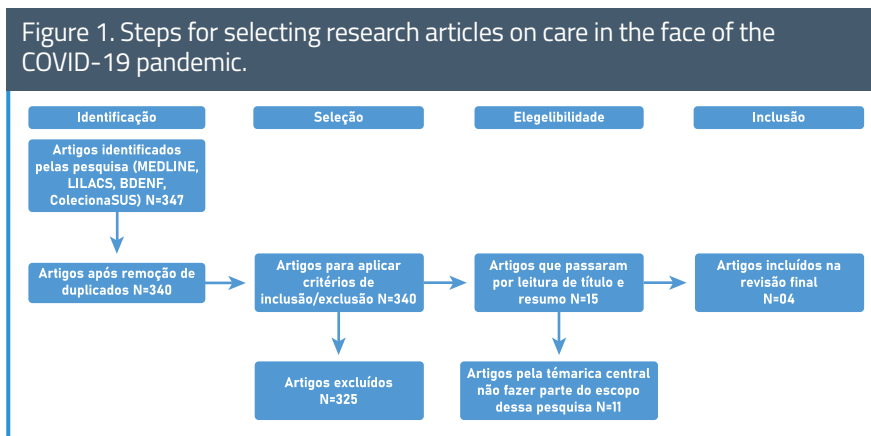 Figure 1. Steps for selecting research articles on care in the face of the
COVID-19 pandemic.
Identificação
Seleção
Elegelibilidade
Inclusão
Artigos identificados
pelas pesquisa (MEDLINE,
LILACS, BDENF,
ColecionaSUS) N=347
Artigos após remoção de
duplicados N=340
Artigos para aplicar
critérios de
inclusão/exclusão N=340
Artigos que passaram
por leitura de título e
resumo N=15
Artigos incluídos na
revisão final
N=04
Artigos excluídos
N=325
Artigos pela témarica central
não fazer parte do escopo
dessa pesquisa N=11